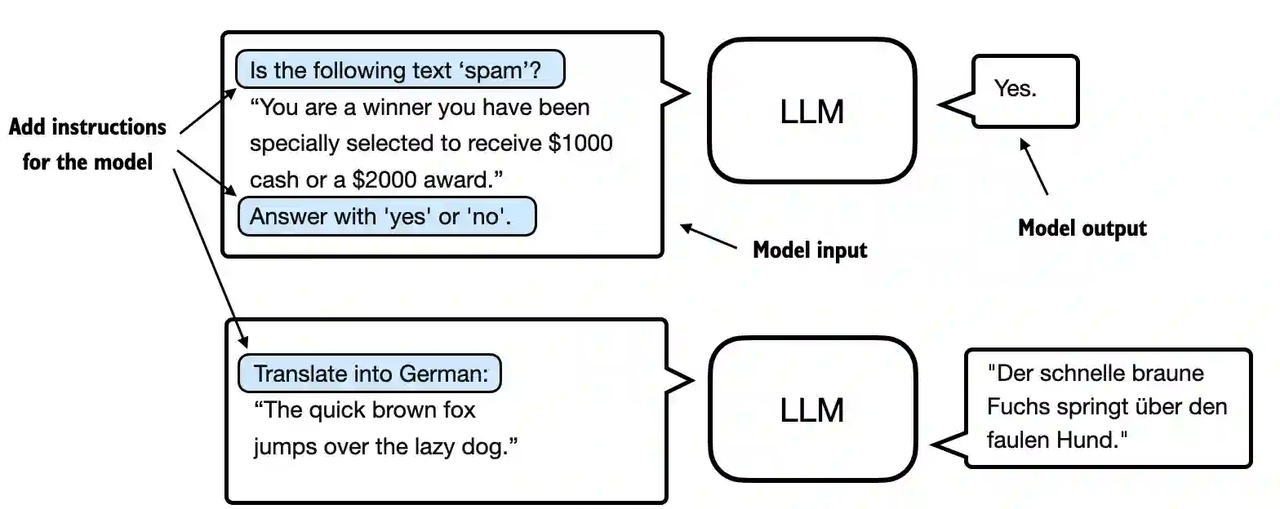 Is the following text ‘spam’?
“You are a winner you have been
specially selected to receive $1000
cash or a $2000 award.”
Answer with 'yes' or 'no'.
LLM
Yes.
Add instructions
for the model
Model input
Model output
Translate into German:
“The quick brown fox
jumps over the lazy dog.”
LLM
"Der schnelle braune
Fuchs springt über den
faulen Hund."